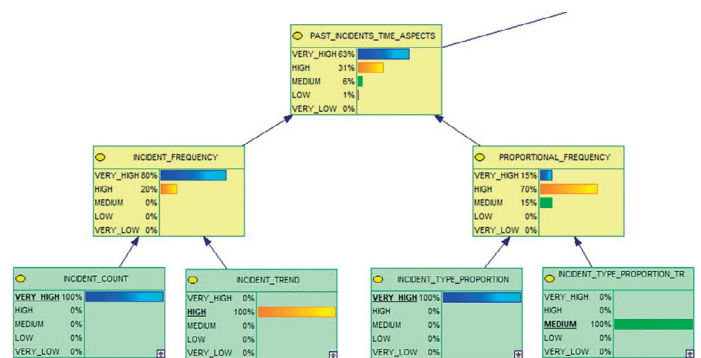 PAST_INCIDENTS_TIME_ASPECTS
VERY_HIGH 63%
HIGH 31%
MEDIUM 6%
LOW 1%
VERY_LOW 0%
INCIDENT_FREQUENCY
VERY_HIGH 80%
HIGH 20%
MEDIUM 0%
LOW 0%
VERY_LOW 0%
PROPORTIONAL_FREQUENCY
VERY_HIGH 15%
HIGH 70%
MEDIUM 15%
LOW 0%
VERY_LOW 0%
INCIDENT_COUNT
VERY_HIGH 100%
HIGH 0%
MEDIUM 0%
LOW 0%
VERY_LOW 0%
INCIDENT_TREND
VERY_HIGH 0%
HIGH 100%
MEDIUM 0%
LOW 0%
VERY_LOW 0%
INCIDENT_TYPE_PROPORTION
VERY_HIGH 100%
HIGH 0%
MEDIUM 0%
LOW 0%
VERY_LOW 0%
INCIDENT_TYPE_PROPORTION_TR...
VERY_HIGH 0%
HIGH 0%
MEDIUM 100%
LOW 0%
VERY_LOW 0%